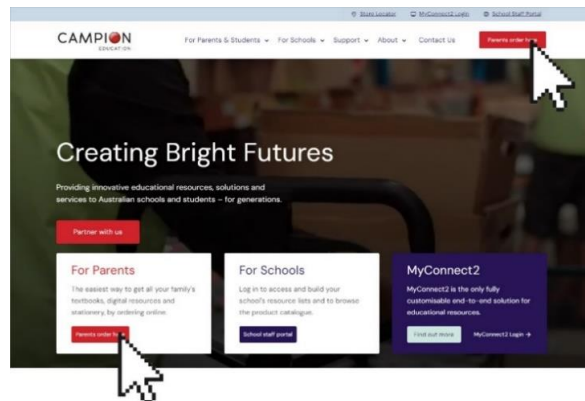 Store Locator MyConnect2 Login School Staff Portal
CAMPION
EDUCATION
For Parents & Students For Schools Support About Contact Us
Parents order
Creating Bright Futures
Providing innovative educational resources, solutions and
services to Australian schools and students – for generations.
Partner with us
For Parents
The easiest way to get all your family's
textbooks, digital resources and
stationery, by ordering online.
Parents order
For Schools
Log in to access and build your
school's resource lists and to browse
the product catalogue.
School staff portal
MyConnect2
MyConnect2 is the only fully
customisable end-to-end solution for
educational resources.
Find out more MyConnect2 Login →